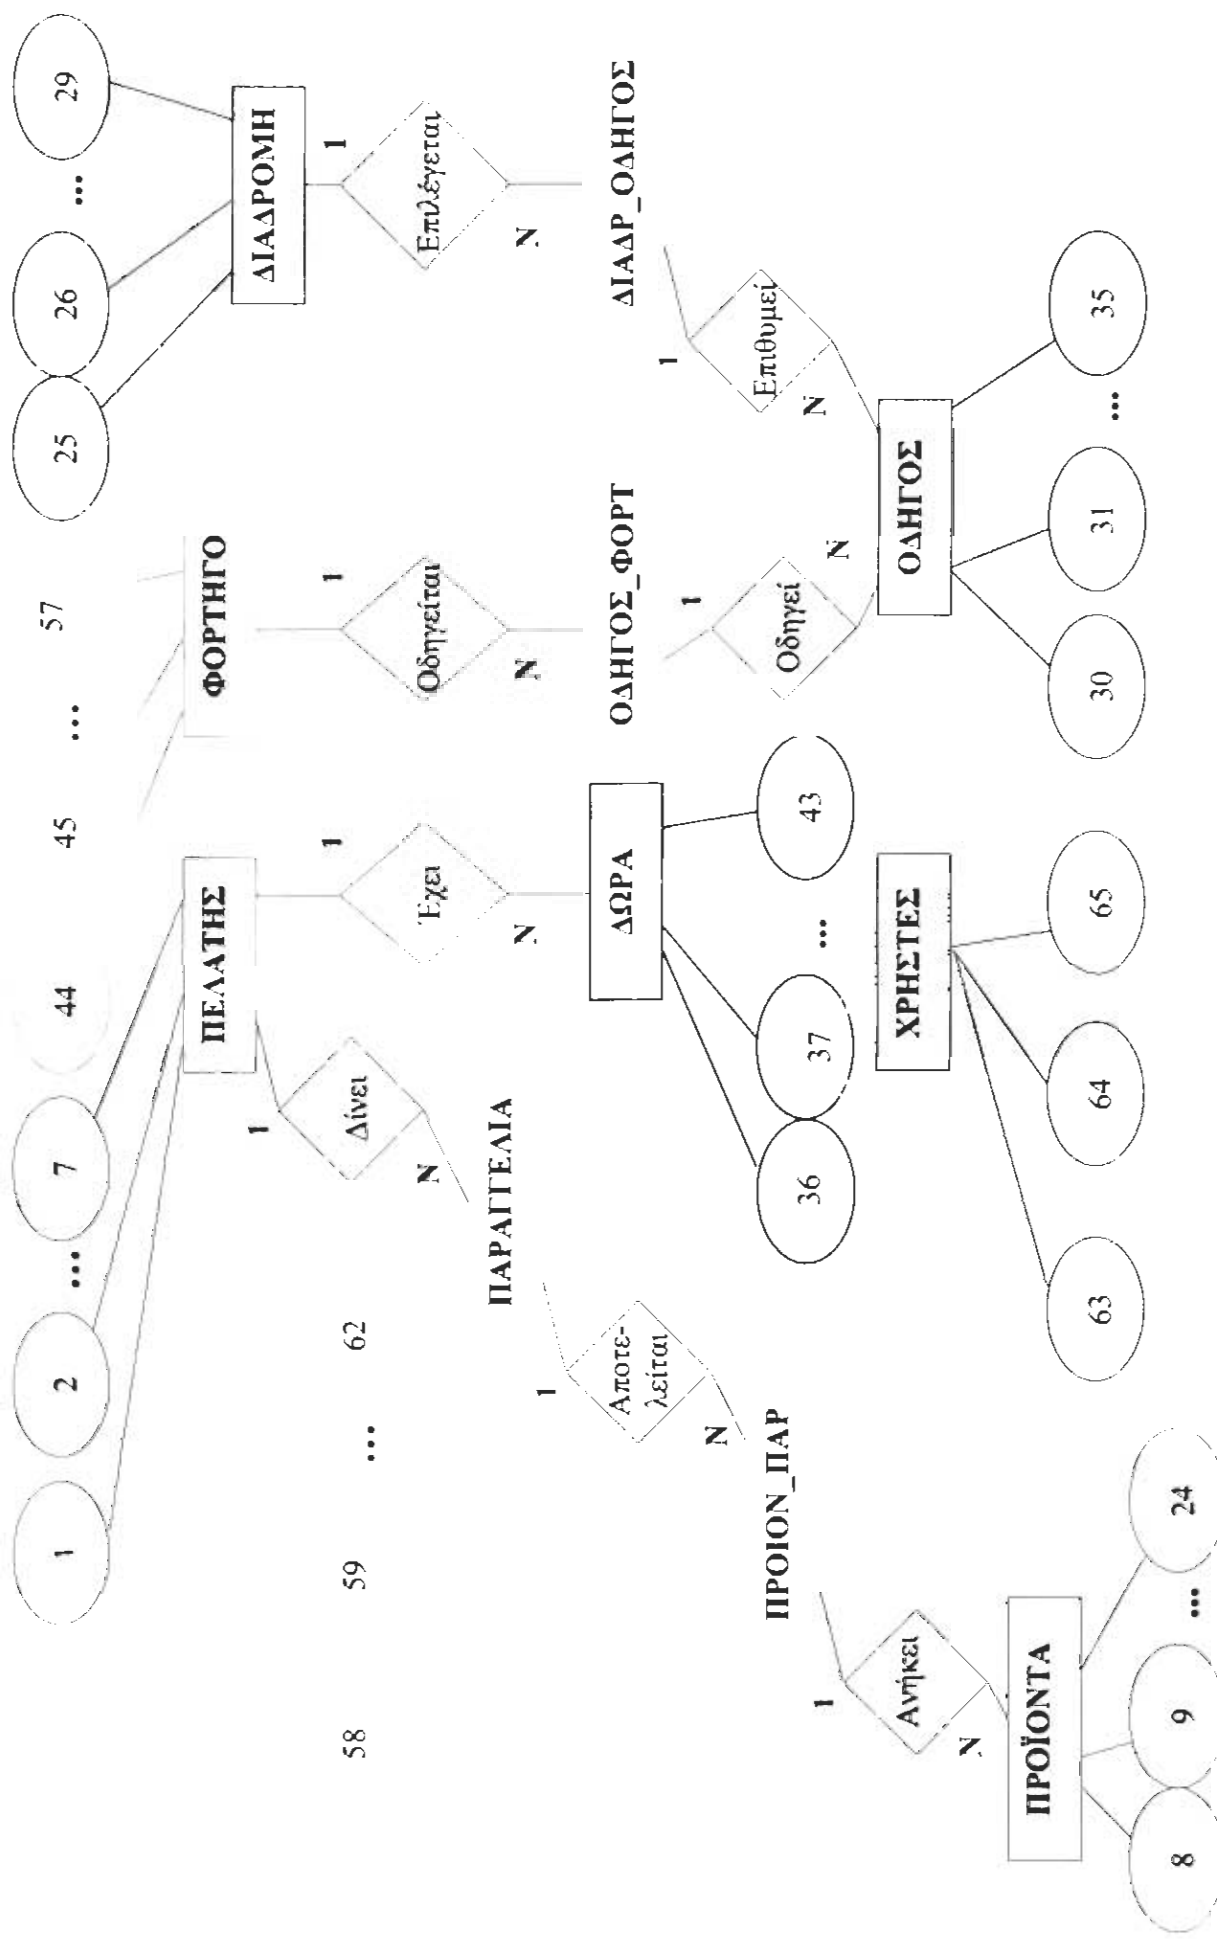 1
2
...
7
44
45
...
57
25
26
...
29
ΠΕΛΑΤΗΣ
ΦΟΡΤΗΓΟ
ΔΙΑΔΡΟΜΗ
1
1
1
1
58
59
...
62
Δίνει
Έχει
Οδηγείται
Επιλέγεται
N
N
N
N
ΠΑΡΑΓΓΕΛΙΑ
ΔΩΡΑ
ΟΔΗΓΟΣ_ΦΟΡΤ
ΔΙΑΔΡ_ΟΔΗΓΟΣ
1
1
1
Αποτε-
λείται
Οδηγεί
Επιθυμεί
N
N
N
36
37
...
43
ΠΡΟΙΟΝ_ΠΑΡ
1
Ανήκει
N
ΧΡΗΣΤΕΣ
ΟΔΗΓΟΣ
ΠΡΟΪΟΝΤΑ
63
64
65
30
31
...
35
8
9
...
24